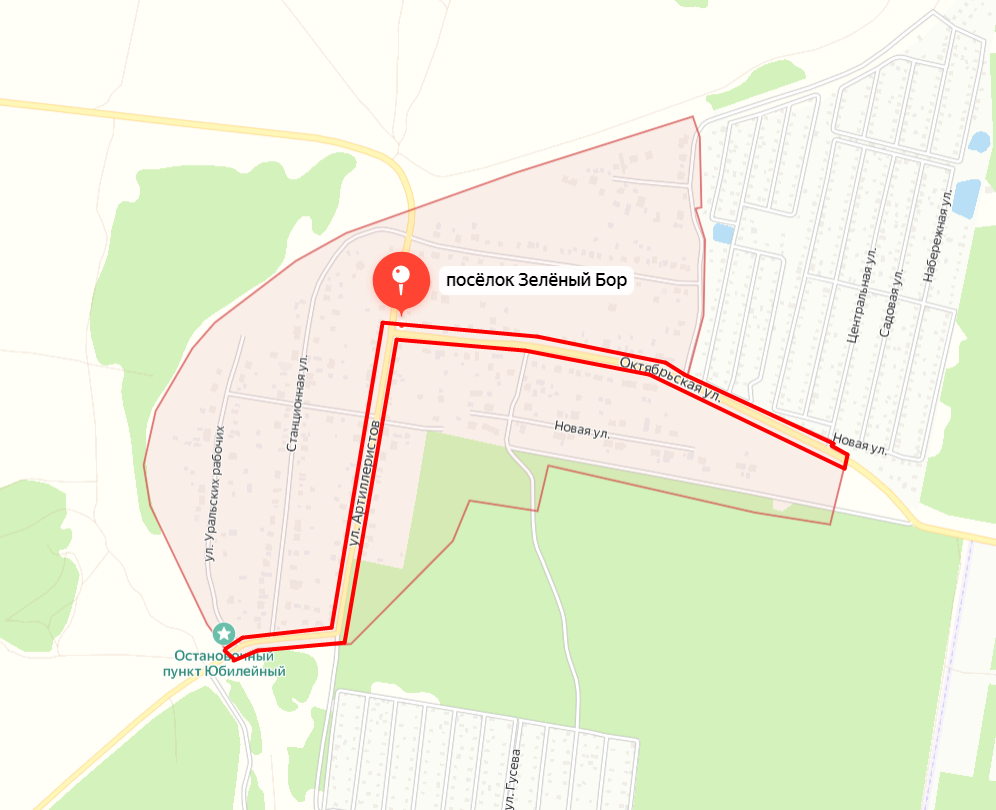 посёлок Зелёный Бор
Набережная ул.
Центральная ул.
Садовая ул.
Октябрьская ул.
Станционная ул.
Новая ул.
Новая ул.
ул. Артиллеристов
ул. Уральских рабочих
Остановочный
пункт Юбилейный
ул. Гусева